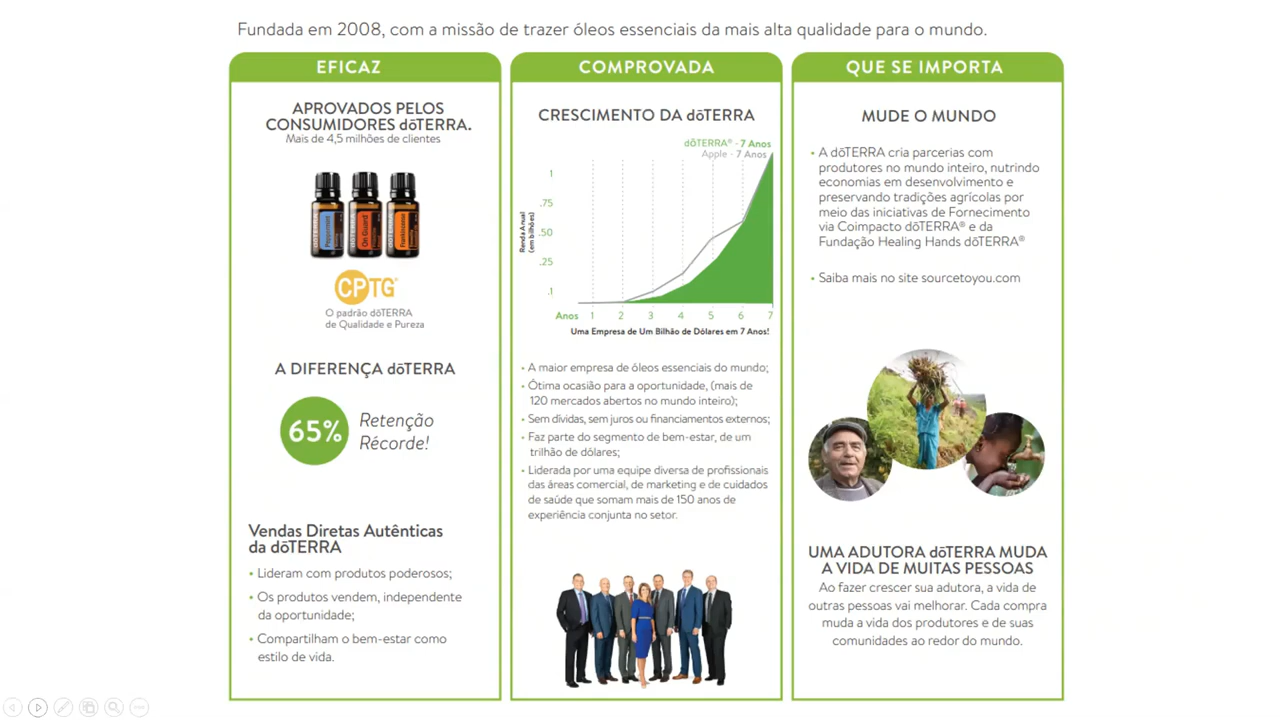 Fundada em 2008, com a missão de trazer óleos essenciais da mais alta qualidade para o mundo.
EFICAZ
APROVADOS PELOS
CONSUMIDORES dōTERRA.
Mais de 4,5 milhões de clientes
Peppermint
On Guard
Frankincense
CPTG
O padrão dōTERRA
de Qualidade e Pureza
A DIFERENÇA dōTERRA
65%
Retenção
Récorde!
Vendas Diretas Autênticas
da dōTERRA
• Lideram com produtos poderosos;
• Os produtos vendem, independente
da oportunidade;
• Compartilham o bem-estar como
estilo de vida.
COMPROVADA
CRESCIMENTO DA dōTERRA
dōTERRA® - 7 Anos
Apple - 7 Anos
Renda Anual
(em bilhões)
1
.75
.50
.25
.1
Anos 1 2 3 4 5 6 7
Uma Empresa de Um Bilhão de Dólares em 7 Anos!
• A maior empresa de óleos essenciais do mundo;
• Ótima ocasião para a oportunidade, (mais de
120 mercados abertos no mundo inteiro);
• Sem dívidas, sem juros ou financiamentos externos;
• Faz parte do segmento de bem-estar, de um
trilhão de dólares;
• Liderada por uma equipe diversa de profissionais
das áreas comercial, de marketing e de cuidados
de saúde que somam mais de 150 anos de
experiência conjunta no setor.
QUE SE IMPORTA
MUDE O MUNDO
• A dōTERRA cria parcerias com
produtores no mundo inteiro, nutrindo
economias em desenvolvimento e
preservando tradições agrícolas por
meio das iniciativas de Fornecimento
via Coimpacto dōTERRA® e da
Fundação Healing Hands dōTERRA®
• Saiba mais no site sourcetoyou.com
UMA ADUTORA dōTERRA MUDA
A VIDA DE MUITAS PESSOAS
Ao fazer crescer sua adutora, a vida de
outras pessoas vai melhorar. Cada compra
muda a vida dos produtores e de suas
comunidades ao redor do mundo.